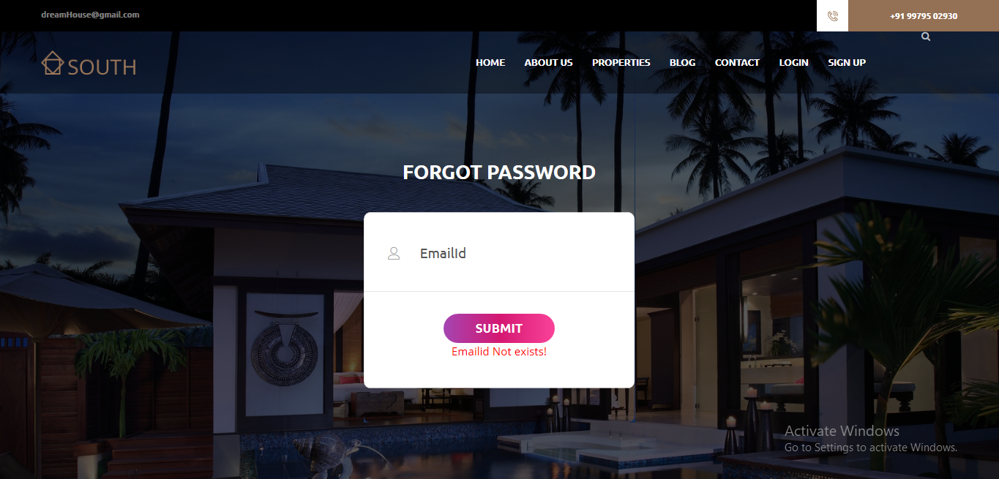 dreamHouse@gmail.com
+91 99795 02930
SOUTH
HOME ABOUT US PROPERTIES BLOG CONTACT LOGIN SIGN UP
FORGOT PASSWORD
EmailId
SUBMIT
Emailid Not exists!
Activate Windows
Go to Settings to activate Windows.